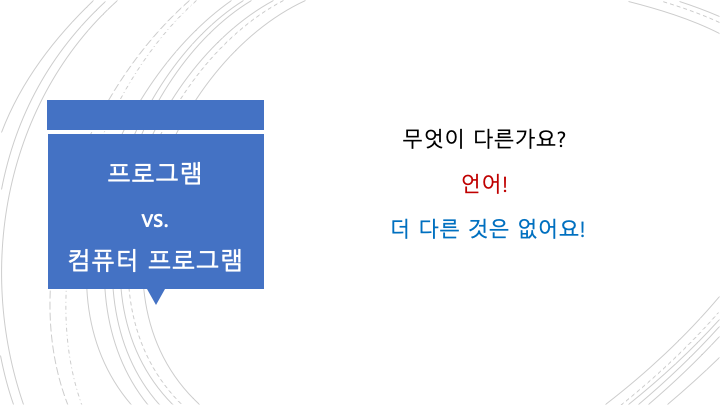 프로그램
vs.
컴퓨터 프로그램
무엇이 다른가요?
언어!
더 다른 것은 없어요!